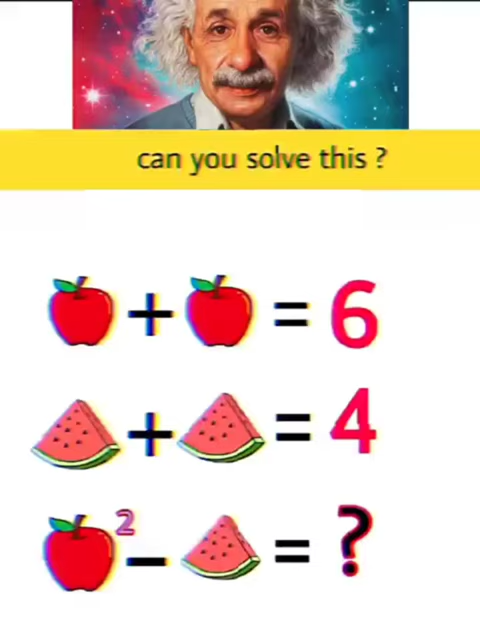 can you solve this ?
+ = 6
+ = 4
2 - = ?